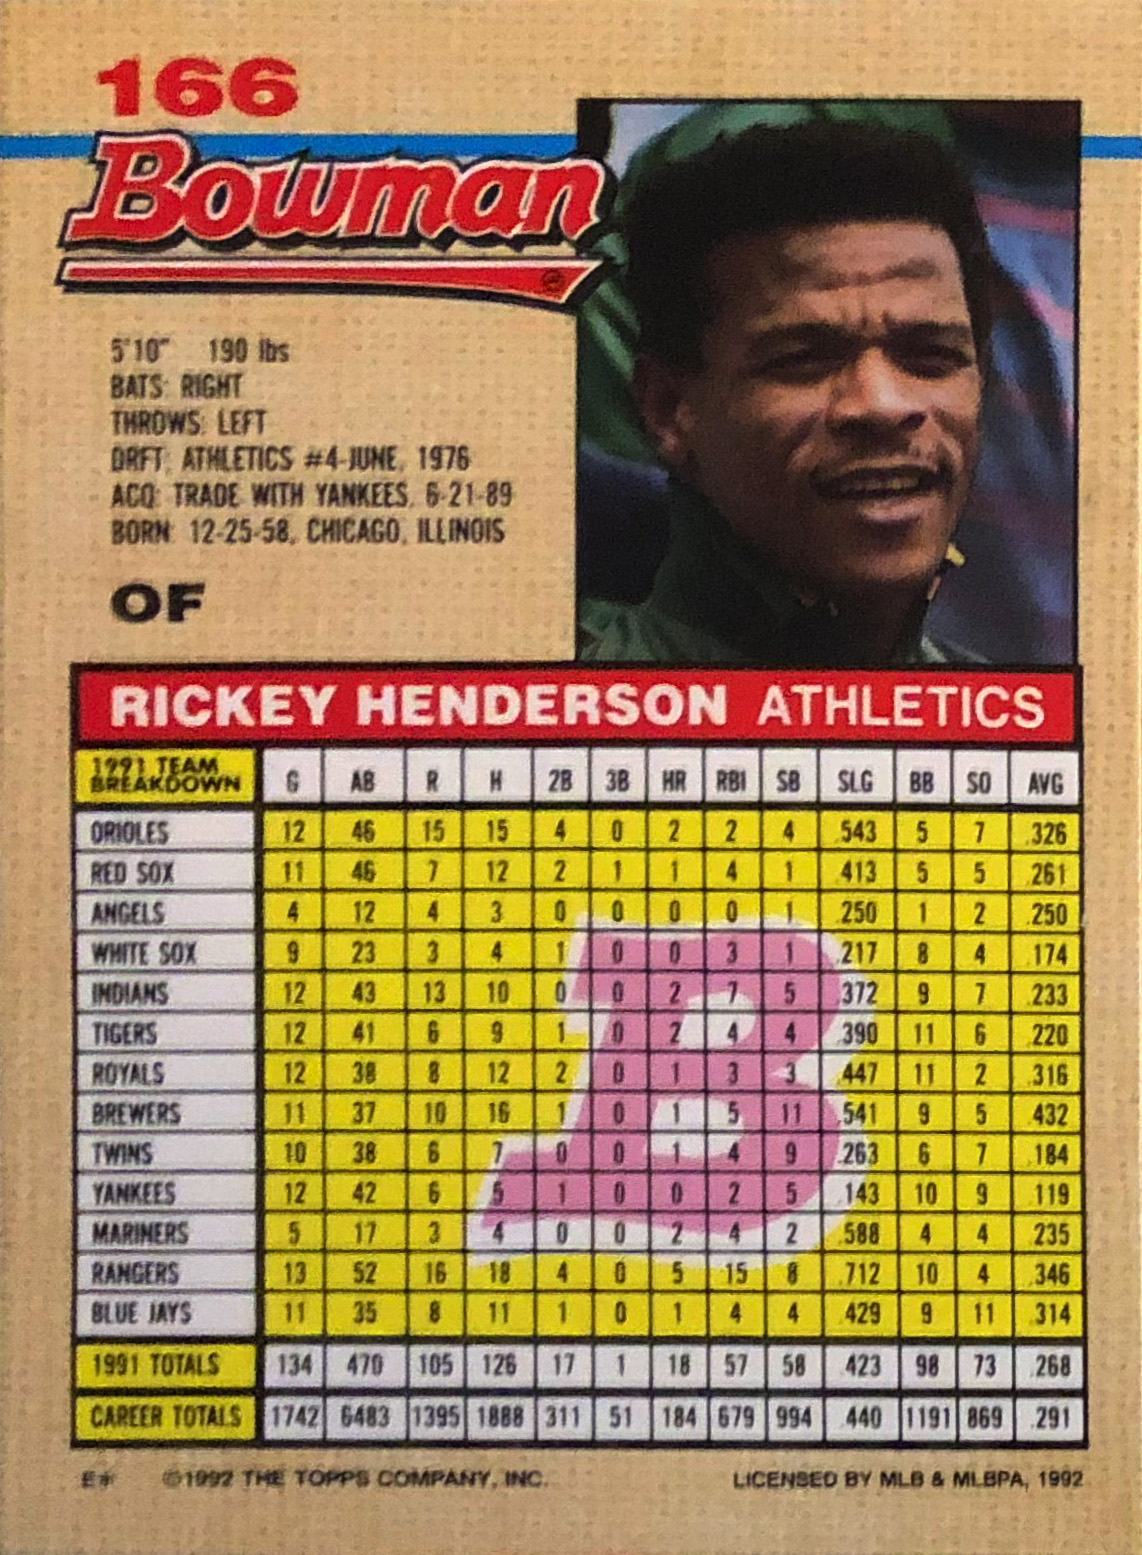 166
Bowman
5'10" 190 lbs
BATS: RIGHT
THROWS: LEFT
DRFT: ATHLETICS #4-JUNE, 1976
ACQ: TRADE WITH YANKEES, 6-21-89
BORN: 12-25-58, CHICAGO, ILLINOIS
OF
RICKEY HENDERSON ATHLETICS
1991 TEAM BREAKDOWN G AB R H 2B 3B HR RBI SB SLG BB SO AVG
ORIOLES 12 46 15 15 4 0 2 2 4 .543 5 7 .326
RED SOX 11 46 7 12 2 1 1 4 1 .413 5 5 .261
ANGELS 4 12 4 3 0 0 0 0 1 .250 1 2 .250
WHITE SOX 9 23 3 4 1 0 0 3 1 .217 8 4 .174
INDIANS 12 43 13 10 0 0 2 7 5 .372 9 7 .233
TIGERS 12 41 6 9 1 0 2 4 4 .390 11 6 .220
ROYALS 12 38 8 12 2 0 1 3 3 .447 11 2 .316
BREWERS 11 37 10 16 1 0 1 5 11 .541 9 5 .432
TWINS 10 38 6 7 0 0 1 4 9 .263 6 7 .184
YANKEES 12 42 6 5 1 0 0 2 5 .143 10 9 .119
MARINERS 5 17 3 4 0 0 2 4 2 .588 4 4 .235
RANGERS 13 52 16 18 4 0 5 15 8 .712 10 4 .346
BLUE JAYS 11 35 8 11 1 0 1 4 4 .429 9 11 .314
1991 TOTALS 134 470 105 126 17 1 18 57 58 .423 98 73 .268
CAREER TOTALS 1742 6483 1395 1888 311 51 184 679 994 .440 1191 869 .291
E* ©1992 THE TOPPS COMPANY, INC. LICENSED BY MLB & MLBPA, 1992